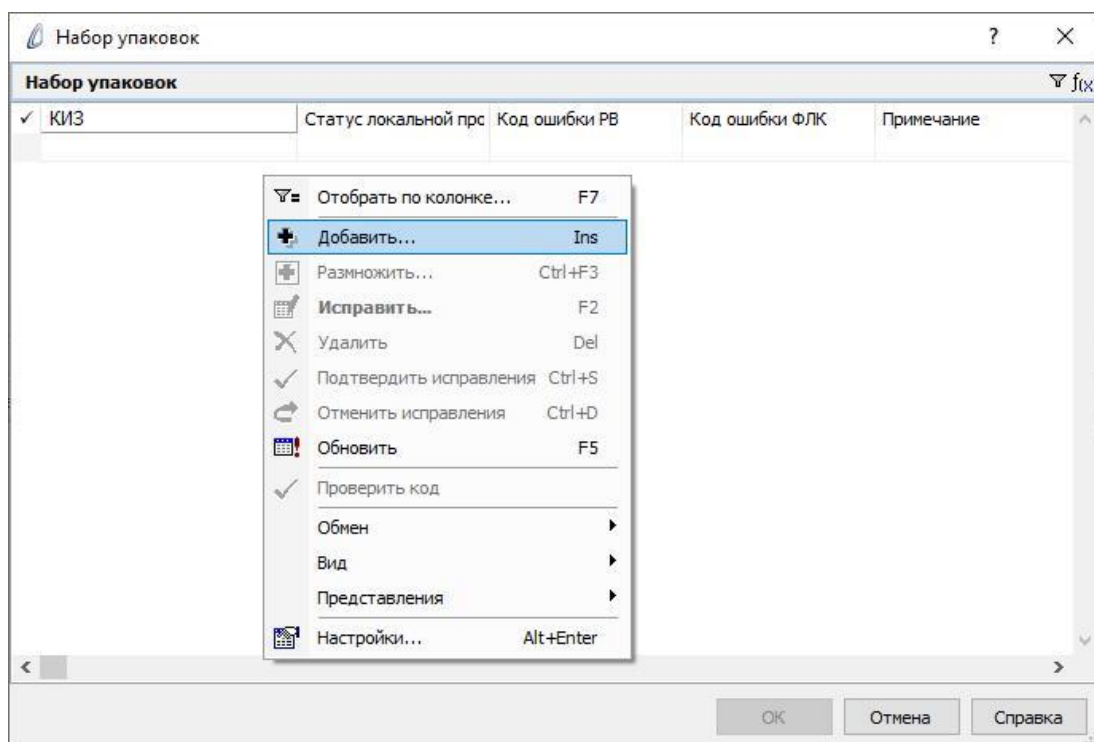 Набор упаковок ?
Набор упаковок f(x
КИЗ Статус локальной прс Код ошибки РВ Код ошибки ФЛК Примечание
Отобрать по колонке... F7
Добавить... Ins
Размножить... Ctrl+F3
Исправить... F2
Удалить Del
Подтвердить исправления Ctrl+S
Отменить исправления Ctrl+D
Обновить F5
Проверить код
Обмен
Вид
Представления
Настройки... Alt+Enter
ОК Отмена Справка